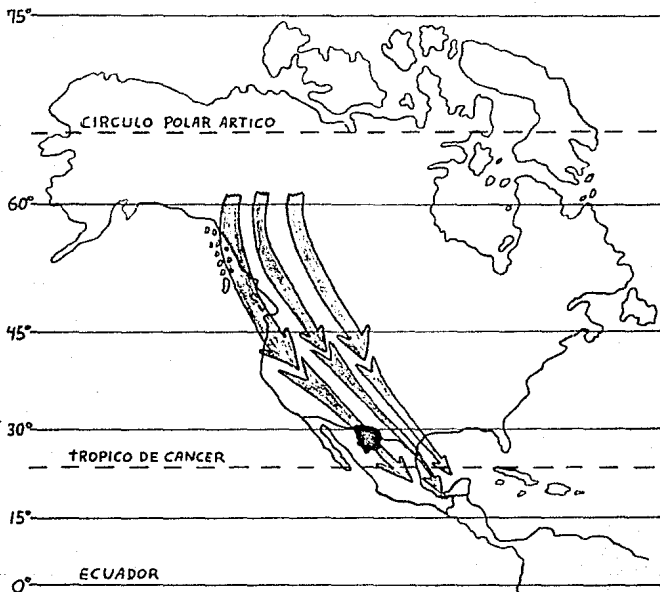 75°
CIRCULO POLAR ARTICO
60°
45°
30°
TROPICO DE CANCER
15°
ECUADOR
0°